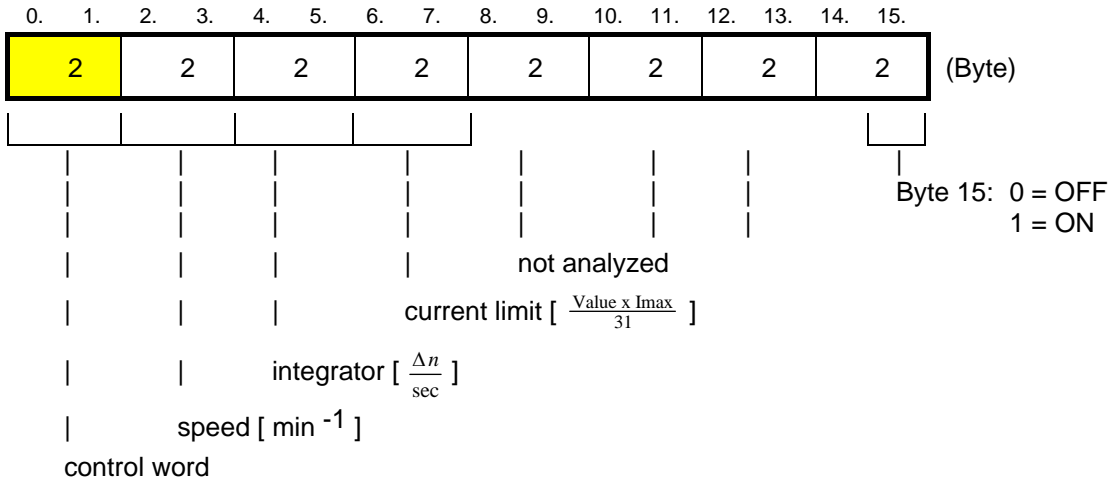 0. 1. 2. 3. 4. 5. 6. 7. 8. 9. 10. 11. 12. 13. 14. 15.
2 2 2 2 2 2 2 2 (Byte)
Byte 15: 0 = OFF
1 = ON
not analyzed
current limit [ Value x Imax / 31 ]
integrator [ Δn / sec ]
speed [ min -1 ]
control word